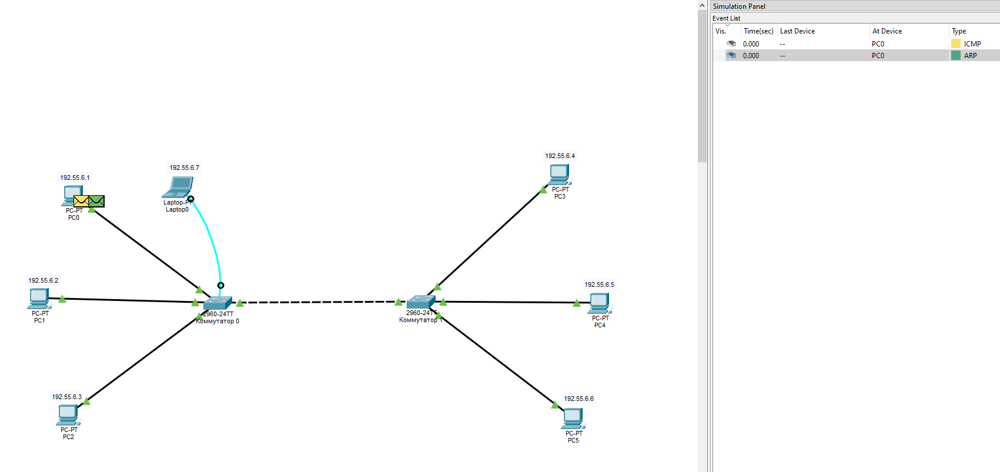 Simulation Panel
Event List
Vis. Time(sec) Last Device At Device Type
0.000 -- PC0 ICMP
0.000 -- PC0 ARP
192.55.6.4
PC-PT
PC3
192.55.6.7
Laptop-PT
Laptop0
192.55.6.1
PC-PT
PC0
192.55.6.2
PC-PT
PC1
192.55.6.5
PC-PT
PC4
2960-24TT
Коммутатор 0
2960-24TT
Коммутатор 1
192.55.6.3
PC-PT
PC2
192.55.6.6
PC-PT
PC5